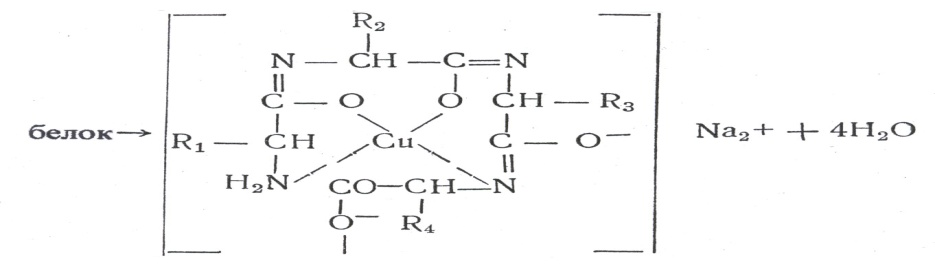 R₂
N — CH — C = N
C — O O CH — R₃
белок → R₁ — CH Cu C — O — Na₂+ + 4H₂O
H₂N CO—CH—N
O— R₄